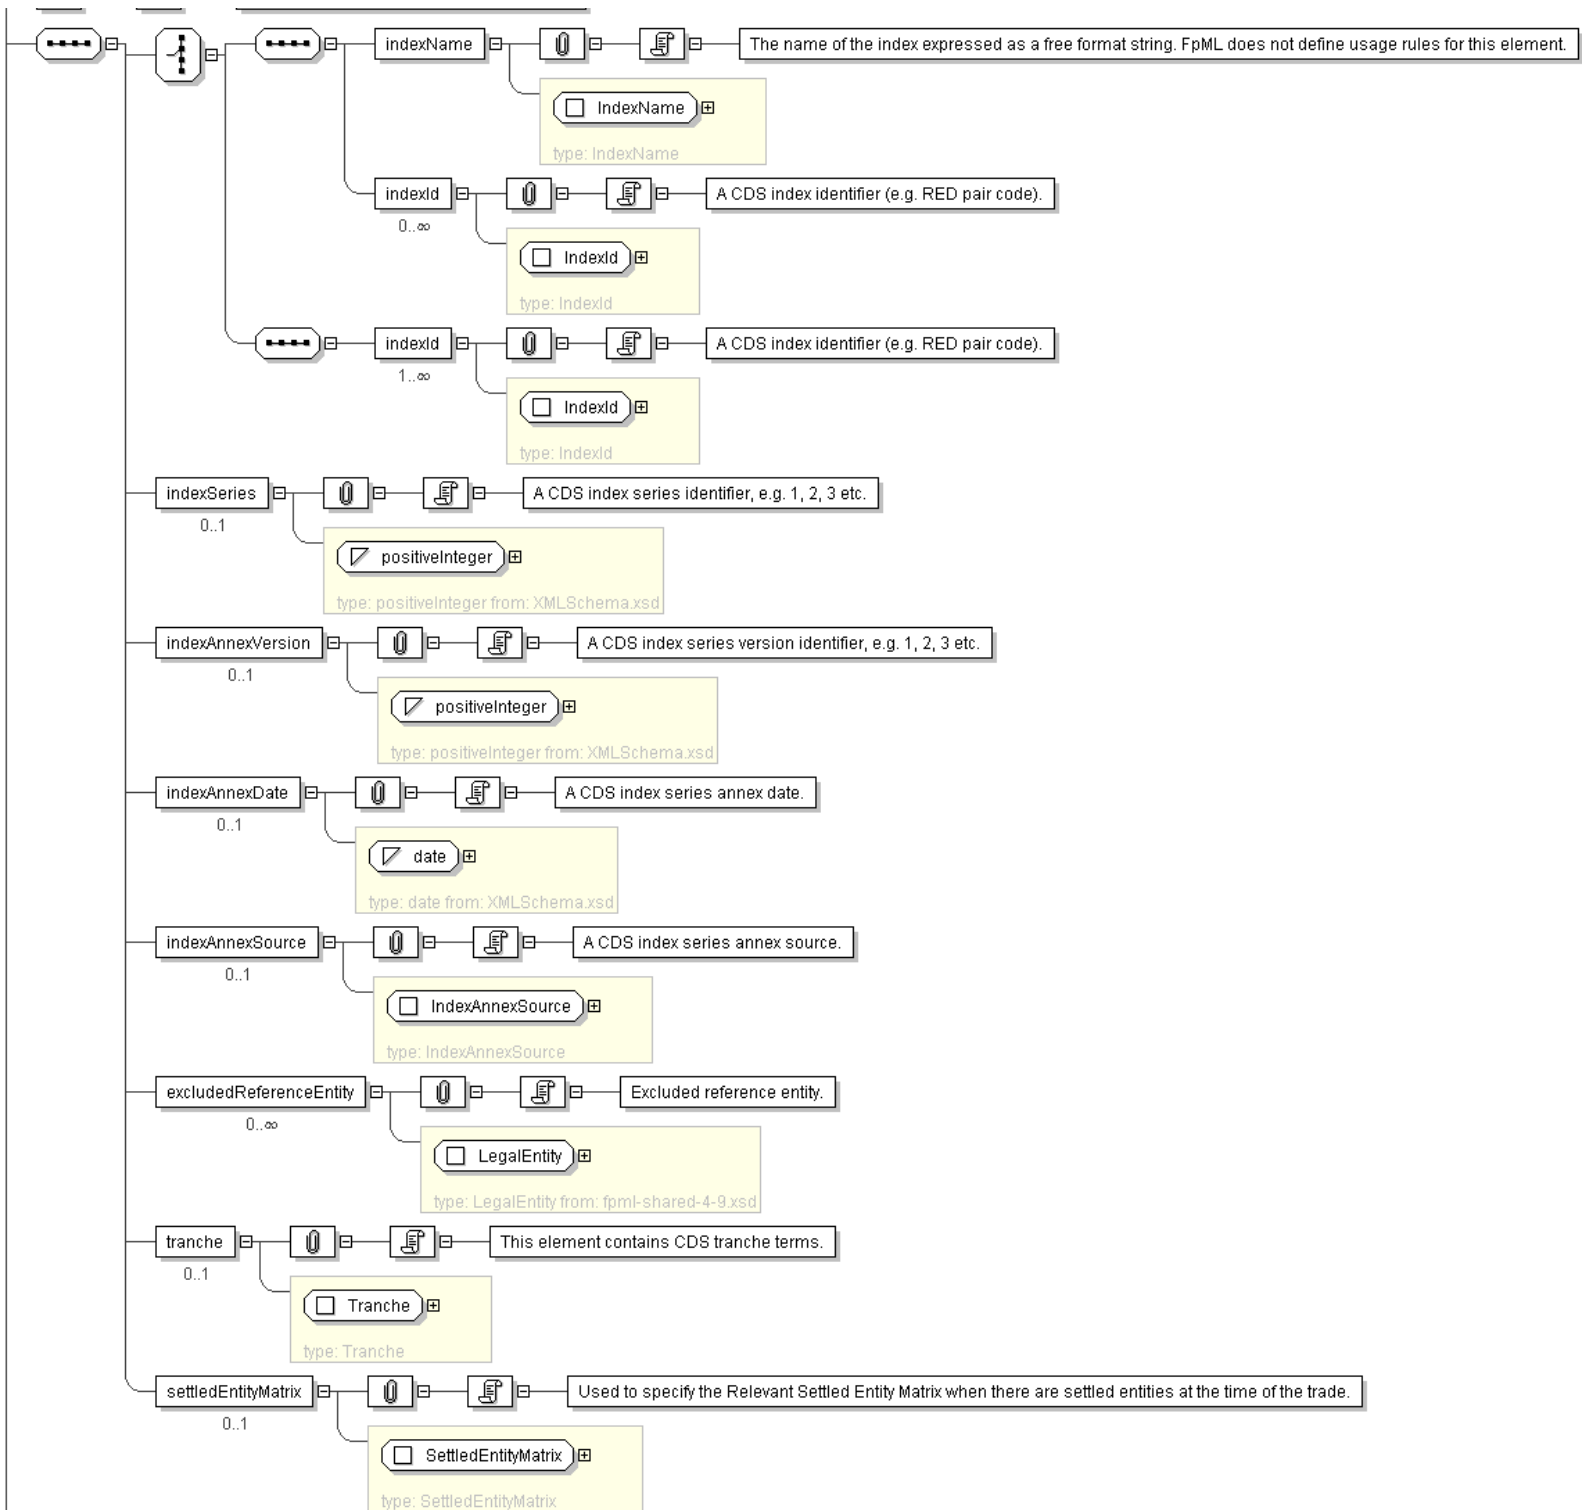 indexName
The name of the index expressed as a free format string. FpML does not define usage rules for this element.
IndexName
type: IndexName
indexId
A CDS index identifier (e.g. RED pair code).
0..∞
IndexId
type: IndexId
indexId
A CDS index identifier (e.g. RED pair code).
1..∞
IndexId
type: IndexId
indexSeries
A CDS index series identifier, e.g. 1, 2, 3 etc.
0..1
positiveInteger
type: positiveInteger from: XMLSchema.xsd
indexAnnexVersion
A CDS index series version identifier, e.g. 1, 2, 3 etc.
0..1
positiveInteger
type: positiveInteger from: XMLSchema.xsd
indexAnnexDate
A CDS index series annex date.
0..1
date
type: date from: XMLSchema.xsd
indexAnnexSource
A CDS index series annex source.
0..1
IndexAnnexSource
type: IndexAnnexSource
excludedReferenceEntity
Excluded reference entity.
0..∞
LegalEntity
type: LegalEntity from: fpml-shared-4-9.xsd
tranche
This element contains CDS tranche terms.
0..1
Tranche
type: Tranche
settledEntityMatrix
Used to specify the Relevant Settled Entity Matrix when there are settled entities at the time of the trade.
0..1
SettledEntityMatrix
type: SettledEntityMatrix